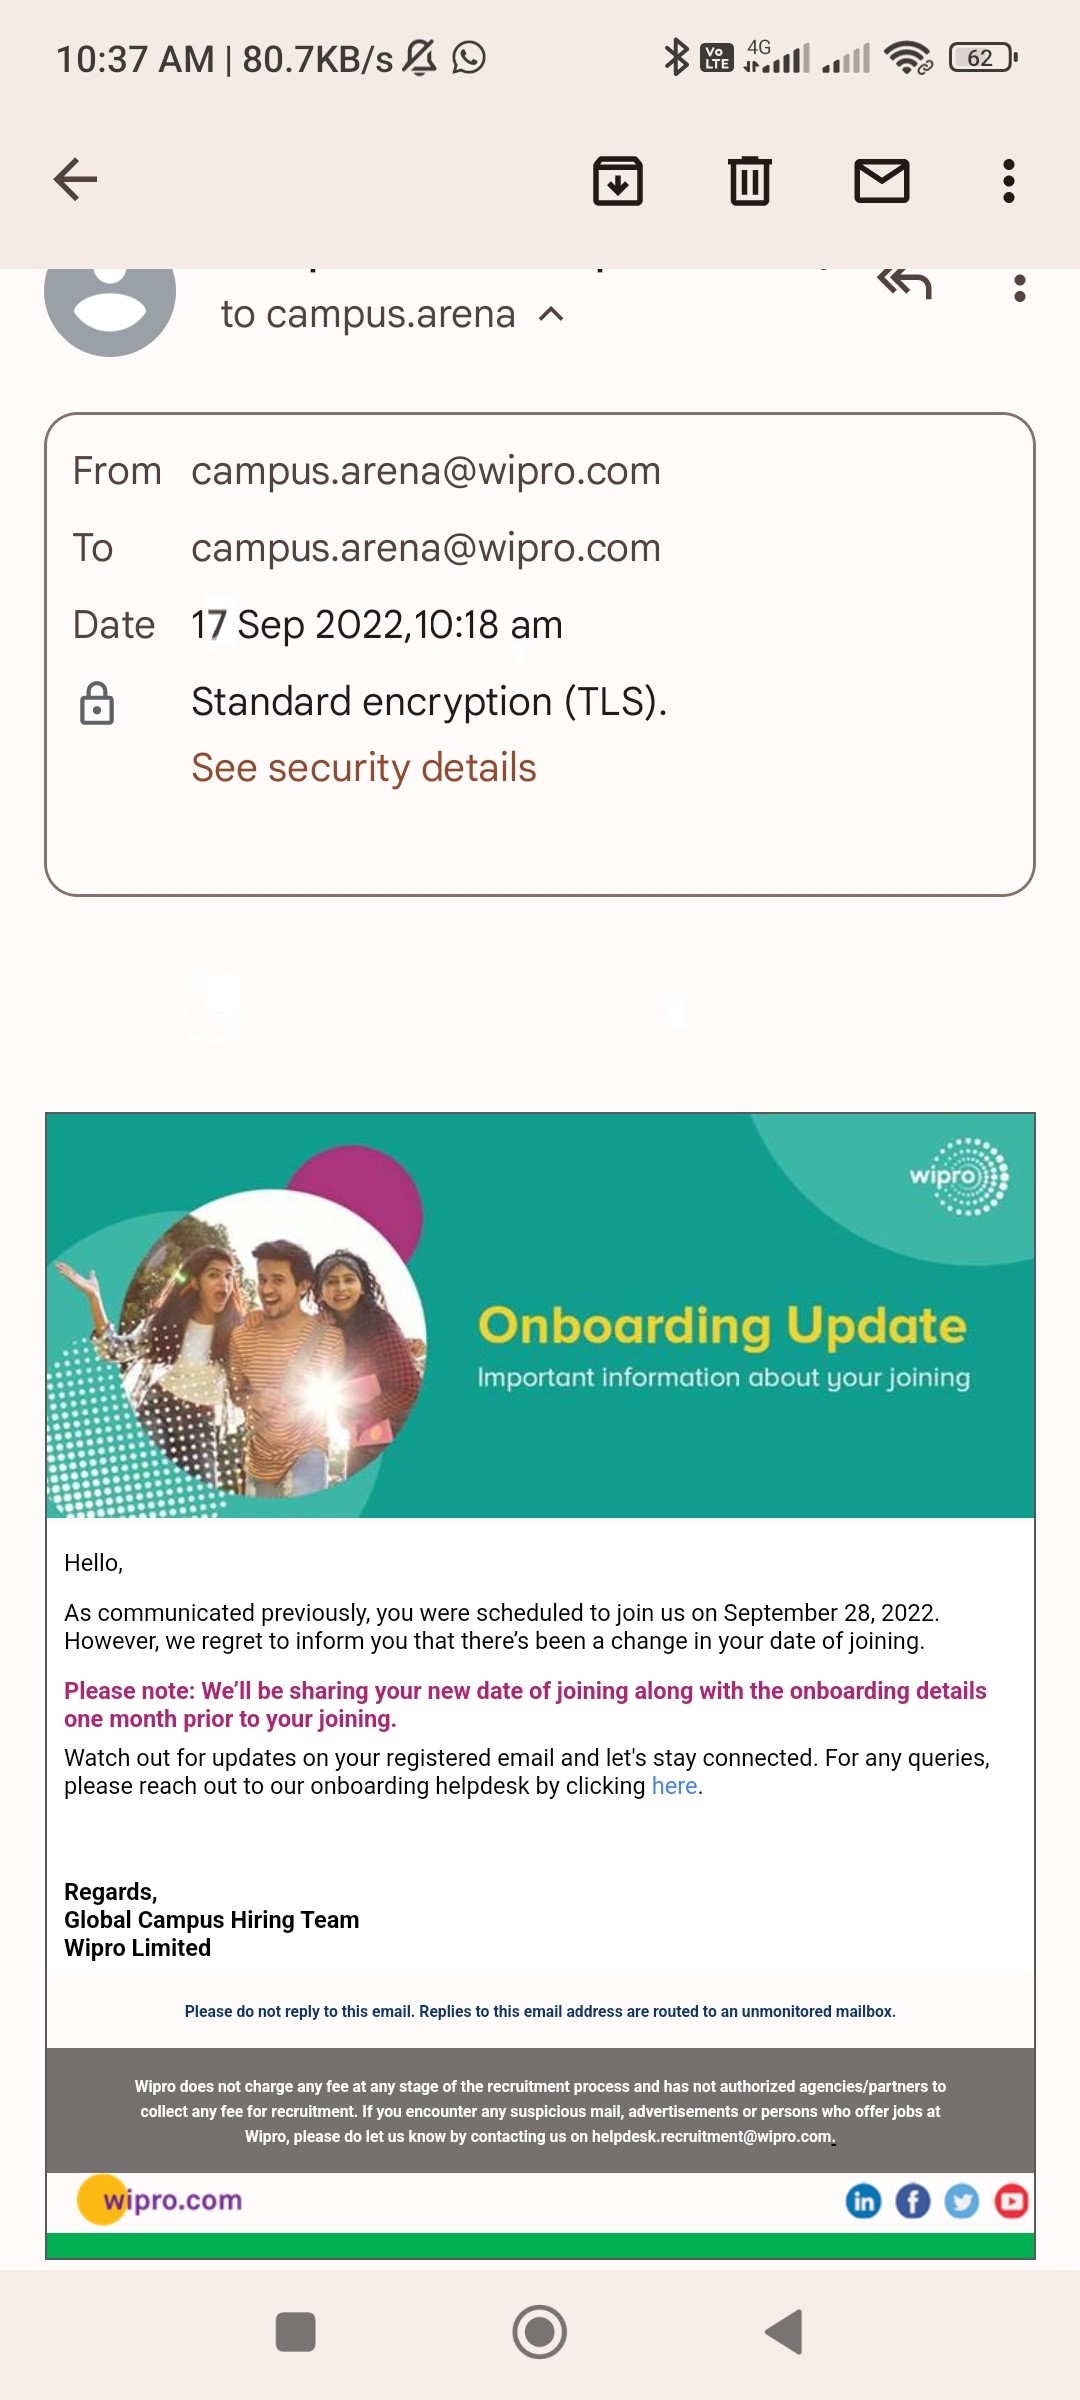 10:37 AM | 80.7KB/s
Vo LTE 4G 62
to campus.arena
From campus.arena@wipro.com
To campus.arena@wipro.com
Date 17 Sep 2022,10:18 am
Standard encryption (TLS).
See security details
wipro
Onboarding Update
Important information about your joining
Hello,
As communicated previously, you were scheduled to join us on September 28, 2022.
However, we regret to inform you that there’s been a change in your date of joining.
Please note: We’ll be sharing your new date of joining along with the onboarding details
one month prior to your joining.
Watch out for updates on your registered email and let's stay connected. For any queries,
please reach out to our onboarding helpdesk by clicking here.
Regards,
Global Campus Hiring Team
Wipro Limited
Please do not reply to this email. Replies to this email address are routed to an unmonitored mailbox.
Wipro does not charge any fee at any stage of the recruitment process and has not authorized agencies/partners to
collect any fee for recruitment. If you encounter any suspicious mail, advertisements or persons who offer jobs at
Wipro, please do let us know by contacting us on helpdesk.recruitment@wipro.com.
wipro.com in f